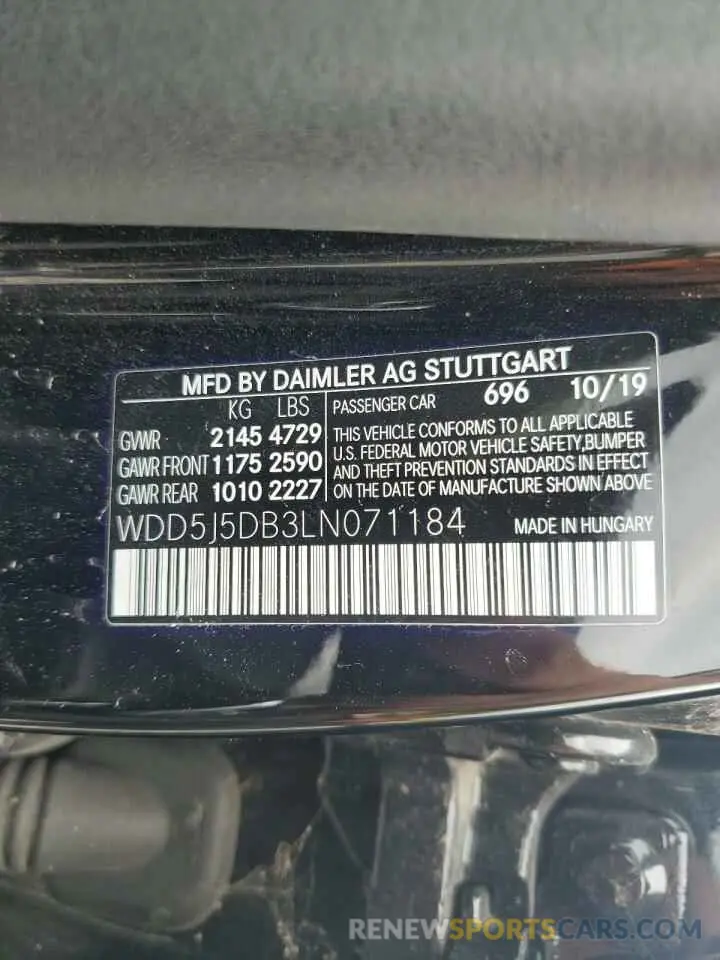 MFD BY DAIMLER AG STUTTGART
KG LBS PASSENGER CAR 696 10/19
GVWR 2145 4729
GAWR FRONT 1175 2590
GAWR REAR 1010 2227
THIS VEHICLE CONFORMS TO ALL APPLICABLE
U.S. FEDERAL MOTOR VEHICLE SAFETY,BUMPER
AND THEFT PREVENTION STANDARDS IN EFFECT
ON THE DATE OF MANUFACTURE SHOWN ABOVE
WDD5J5DB3LN071184 MADE IN HUNGARY
RENEWSPORTSCARS.COM